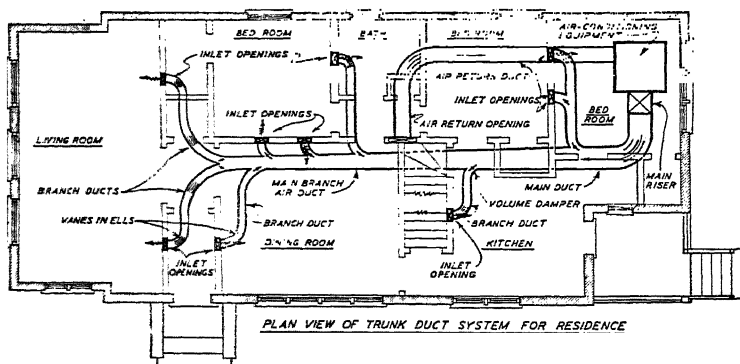 BED ROOM
BATH
BED ROOM
AIR-CONDITIONING
EQUIPMENT
INLET OPENINGS
AIR RETURN DUCT
INLET OPENINGS
INLET OPENINGS
AIR RETURN OPENING
BED
ROOM
LIVING ROOM
BRANCH DUCTS
MAIN BRANCH
AIR DUCT
MAIN DUCT
MAIN
RISER
VOLUME DAMPER
VANES IN ELLS
BRANCH DUCT
BRANCH DUCT
DINING ROOM
KITCHEN
INLET
OPENINGS
INLET
OPENING
PLAN VIEW OF TRUNK DUCT SYSTEM FOR RESIDENCE